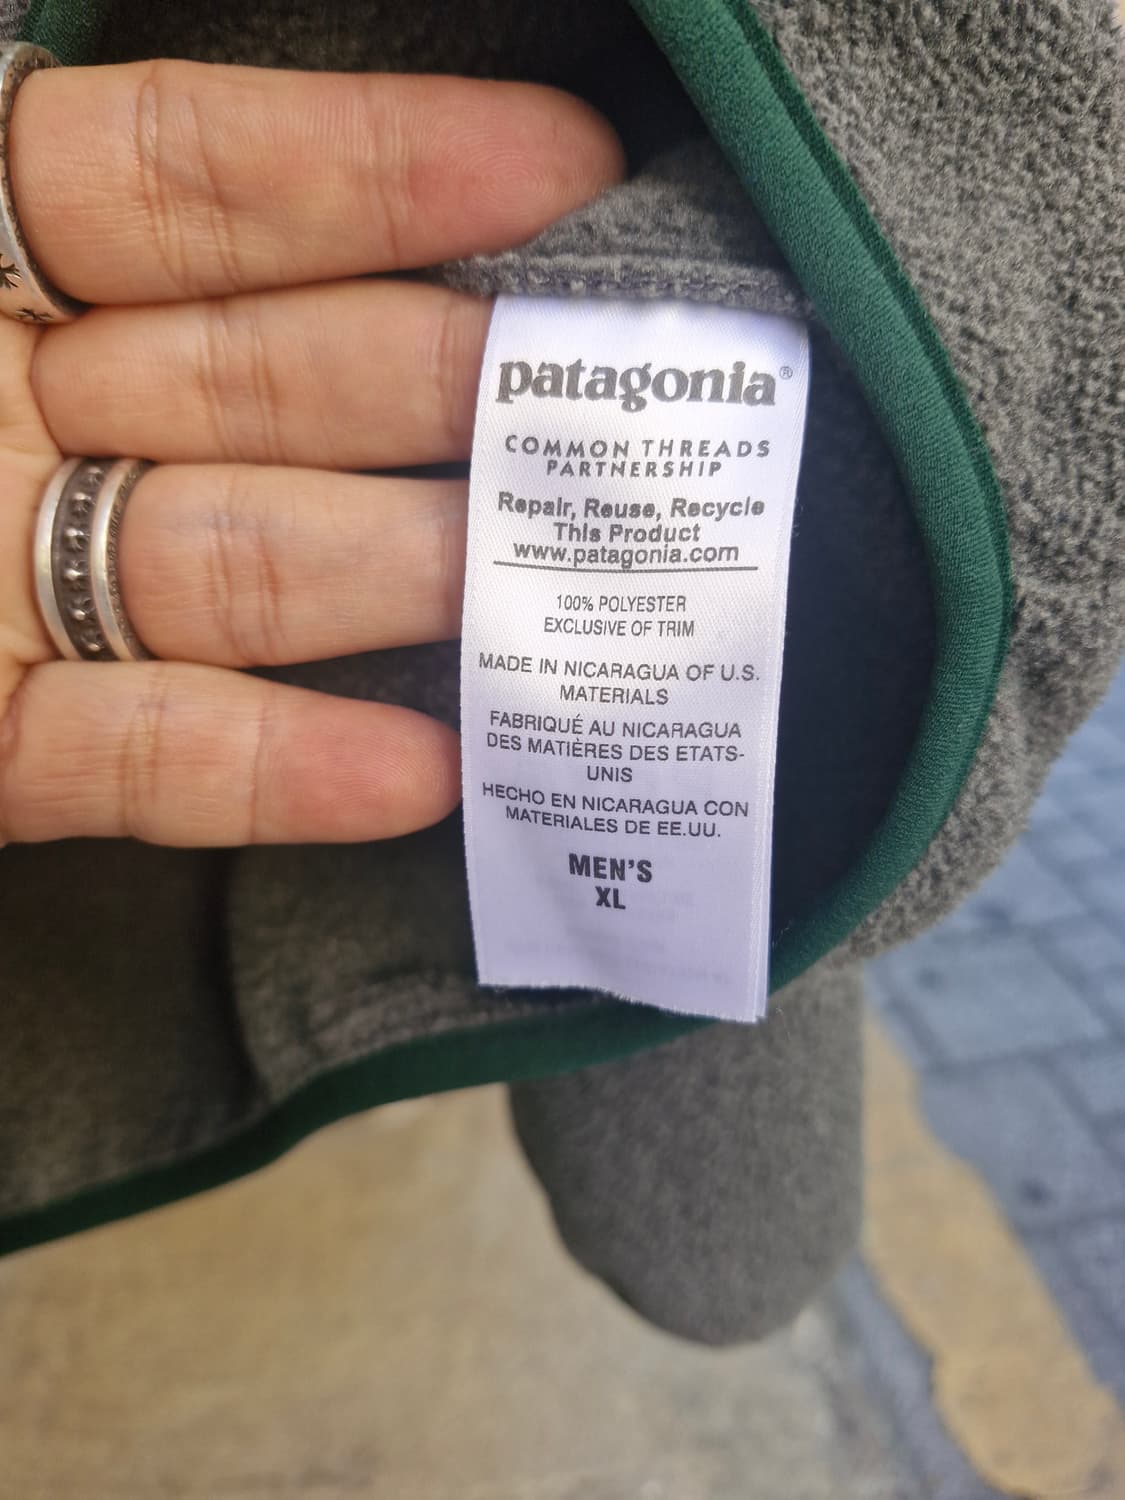 patagonia®
COMMON THREADS
PARTNERSHIP
Repair, Reuse, Recycle
This Product
www.patagonia.com
100% POLYESTER
EXCLUSIVE OF TRIM
MADE IN NICARAGUA OF U.S.
MATERIALS
FABRIQUÉ AU NICARAGUA
DES MATIÈRES DES ETATS-
UNIS
HECHO EN NICARAGUA CON
MATERIALES DE EE.UU.
MEN'S
XL